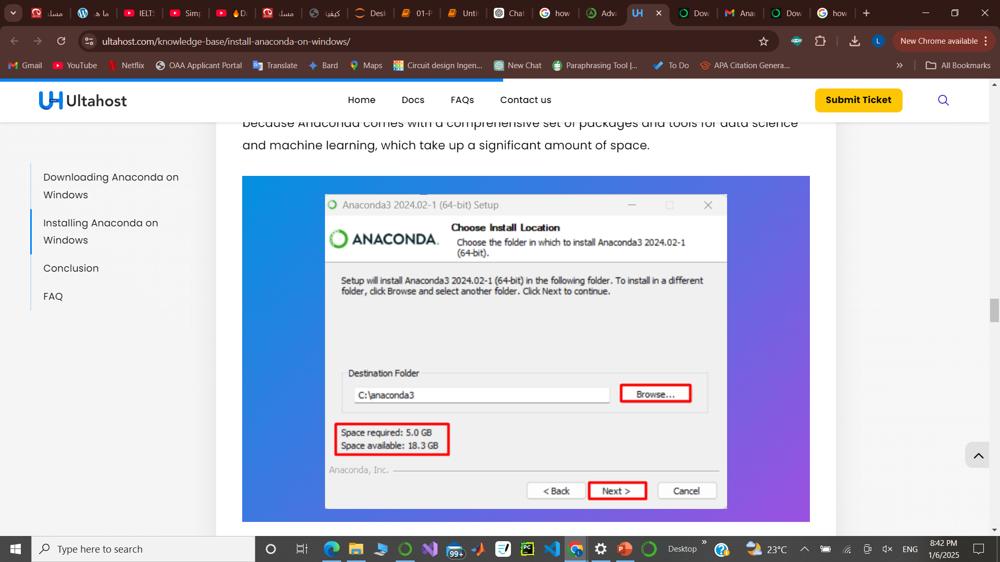 مسلـ
ما هـ
IELTS
Simp
🔥Da
مسلـ
كيفية
Desk
01-P
Untit
Chat
how
Adva
Dow
Anac
Dow
how
ultahost.com/knowledge-base/install-anaconda-on-windows/
L
New Chrome available
Gmail
YouTube
Netflix
OAA Applicant Portal
Translate
Bard
Maps
Circuit design Ingen...
New Chat
Paraphrasing Tool |...
To Do
APA Citation Genera...
All Bookmarks
Ultahost
Home
Docs
FAQs
Contact us
Submit Ticket
because Anaconda comes with a comprehensive set of packages and tools for data science
and machine learning, which take up a significant amount of space.
Downloading Anaconda on
Windows
Installing Anaconda on
Windows
Conclusion
FAQ
Anaconda3 2024.02-1 (64-bit) Setup
ANACONDA.
Choose Install Location
Choose the folder in which to install Anaconda3 2024.02-1
(64-bit).
Setup will install Anaconda3 2024.02-1 (64-bit) in the following folder. To install in a different
folder, click Browse and select another folder. Click Next to continue.
Destination Folder
C:\anaconda3
Browse...
Space required: 5.0 GB
Space available: 18.3 GB
Anaconda, Inc.
< Back
Next >
Cancel
Type here to search
99+
PC
Desktop
23°C
ENG
8:42 PM
1/6/2025